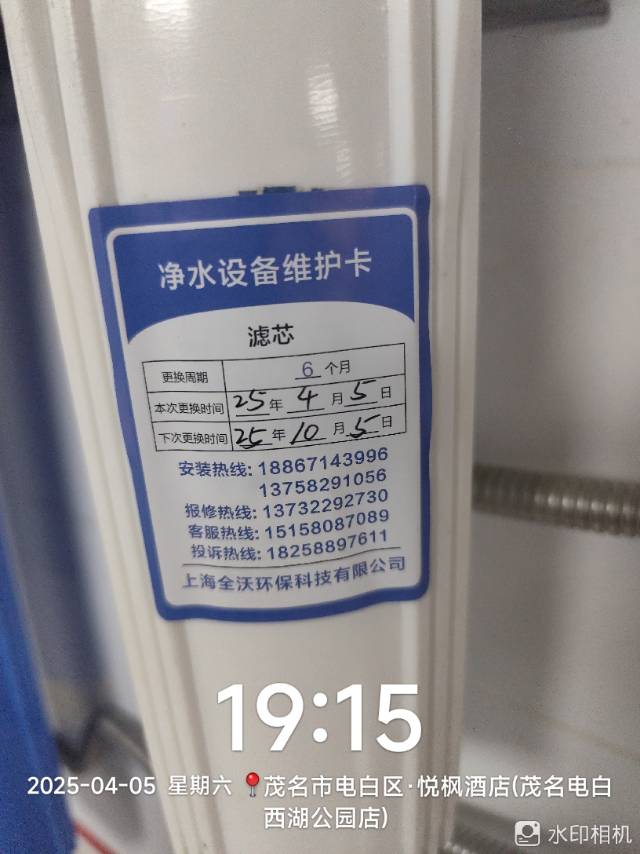 净水设备维护卡
滤芯
更换周期 6 个月
本次更换时间 25 年 4 月 5 日
下次更换时间 25 年 10 月 5 日
安装热线: 18867143996
13758291056
报修热线: 13732292730
客服热线: 15158087089
投诉热线: 18258897611
上海全沃环保科技有限公司
19:15
2025-04-05 星期六 茂名市电白区·悦枫酒店(茂名电白
西湖公园店)
水印相机